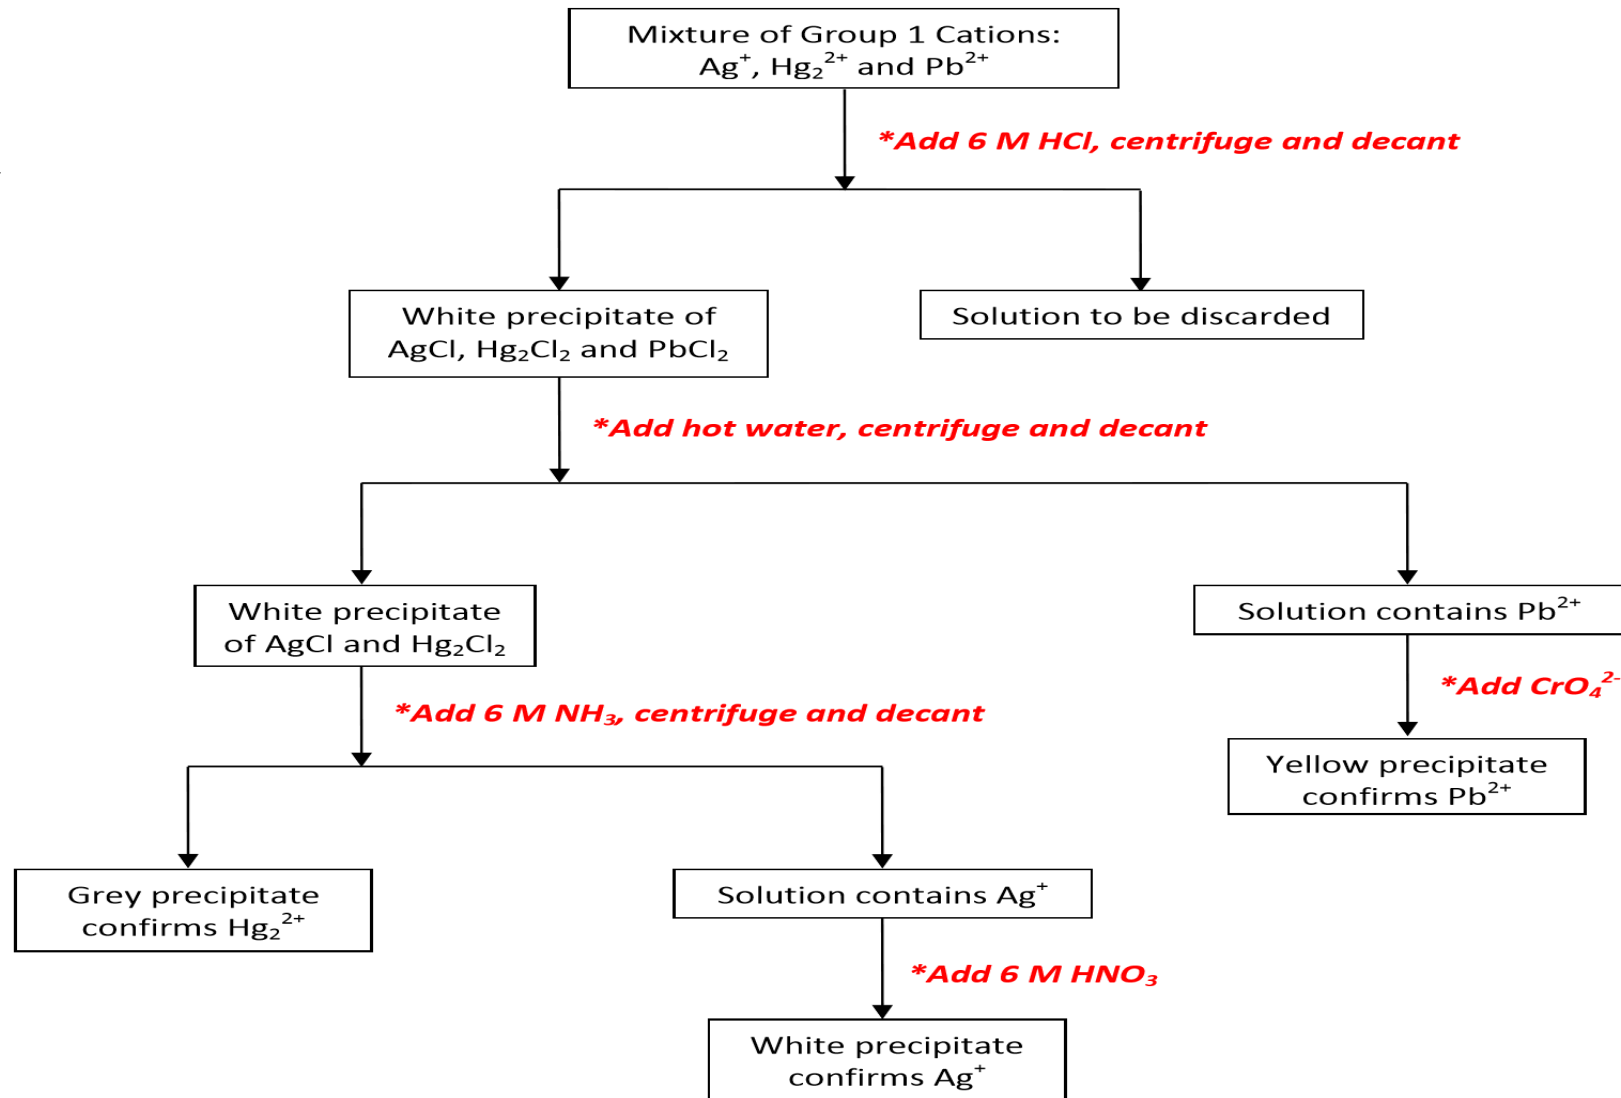 Mixture of Group 1 Cations:
Ag⁺, Hg₂²⁺ and Pb²⁺
*Add 6 M HCl, centrifuge and decant
White precipitate of
AgCl, Hg₂Cl₂ and PbCl₂
Solution to be discarded
*Add hot water, centrifuge and decant
White precipitate
of AgCl and Hg₂Cl₂
Solution contains Pb²⁺
*Add CrO₄²⁻
*Add 6 M NH₃, centrifuge and decant
Yellow precipitate
confirms Pb²⁺
Grey precipitate
confirms Hg₂²⁺
Solution contains Ag⁺
*Add 6 M HNO₃
White precipitate
confirms Ag⁺